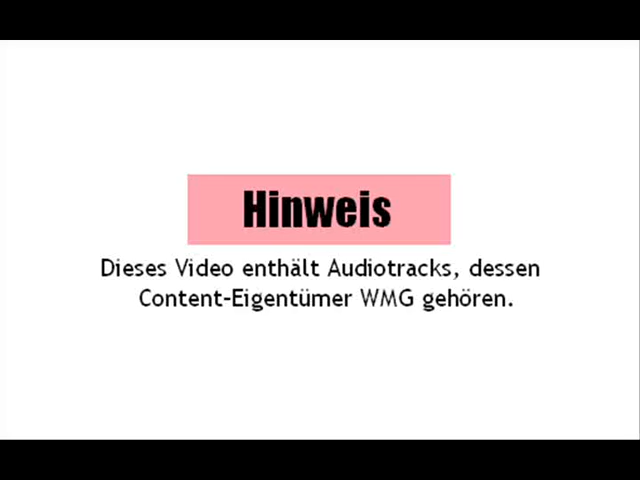 Hinweis
Dieses Video enthält Audiotracks, dessen
Content-Eigentümer WMG gehören.